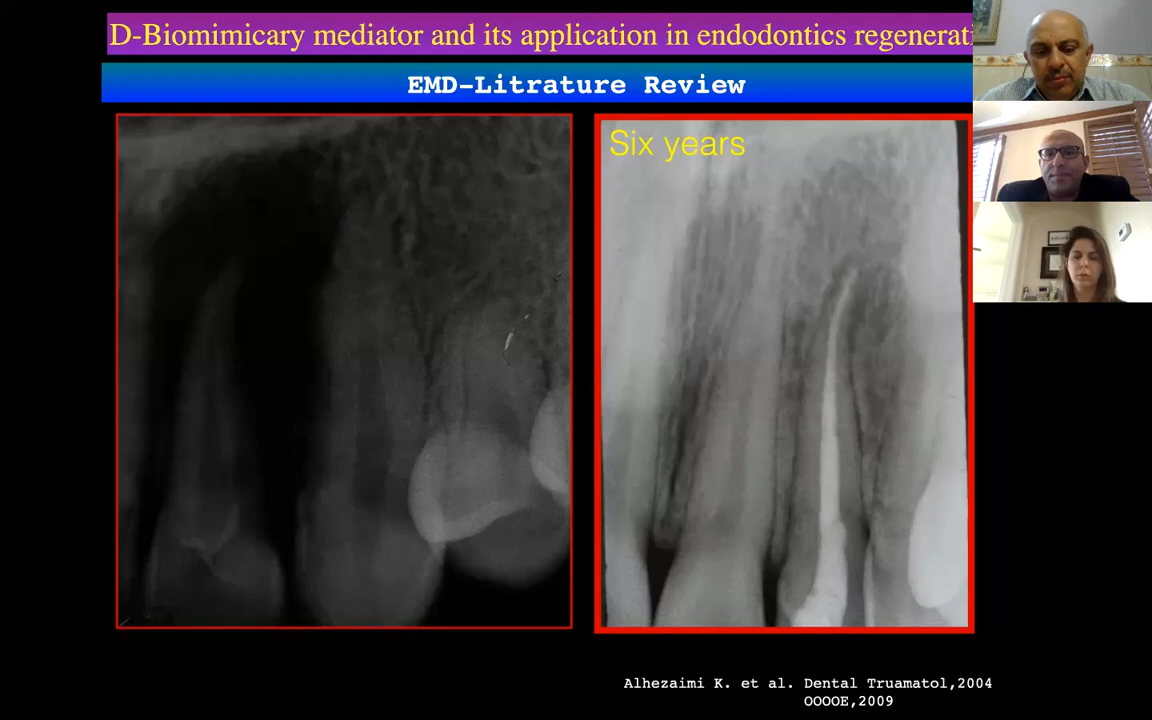 D-Biomimicary mediator and its application in endodontics regenerati
EMD-Litrature Review
Six years
Alhezaimi K. et al. Dental Truamatol,2004
OOOOE,2009